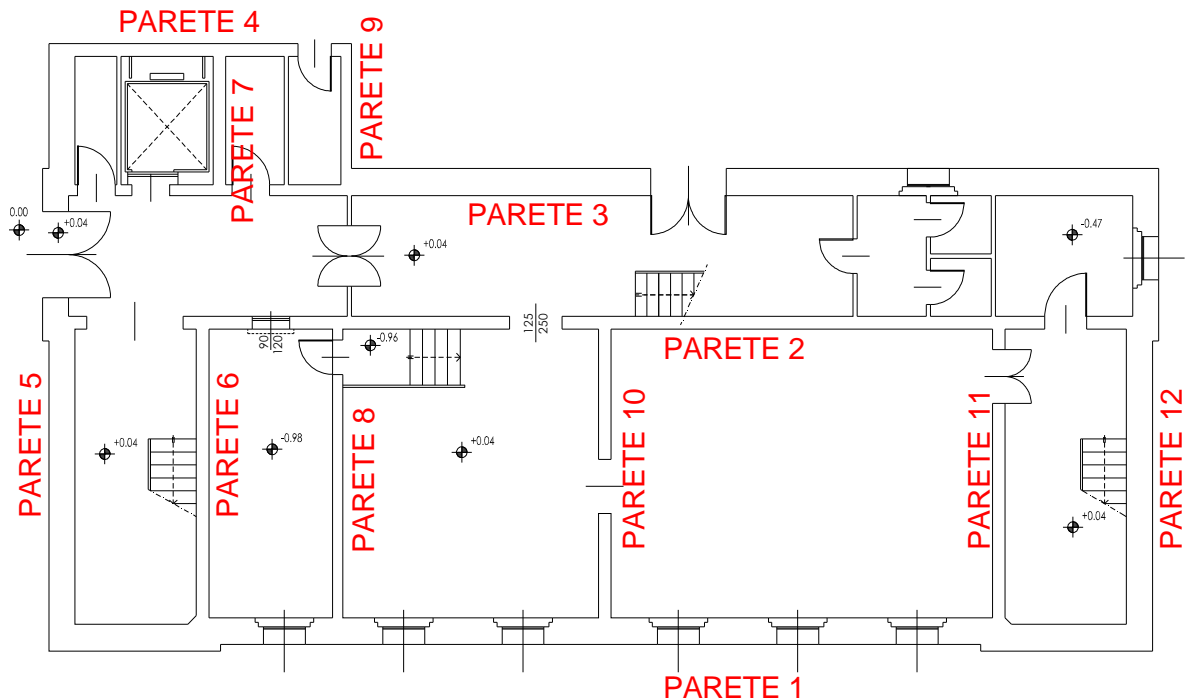 PARETE 4
PARETE 9
PARETE 7
PARETE 3
0.00
+0.04
+0.04
-0.47
125
250
90
120
-0.96
PARETE 2
PARETE 5
PARETE 6
PARETE 8
PARETE 10
PARETE 11
PARETE 12
+0.04
-0.98
+0.04
+0.04
PARETE 1